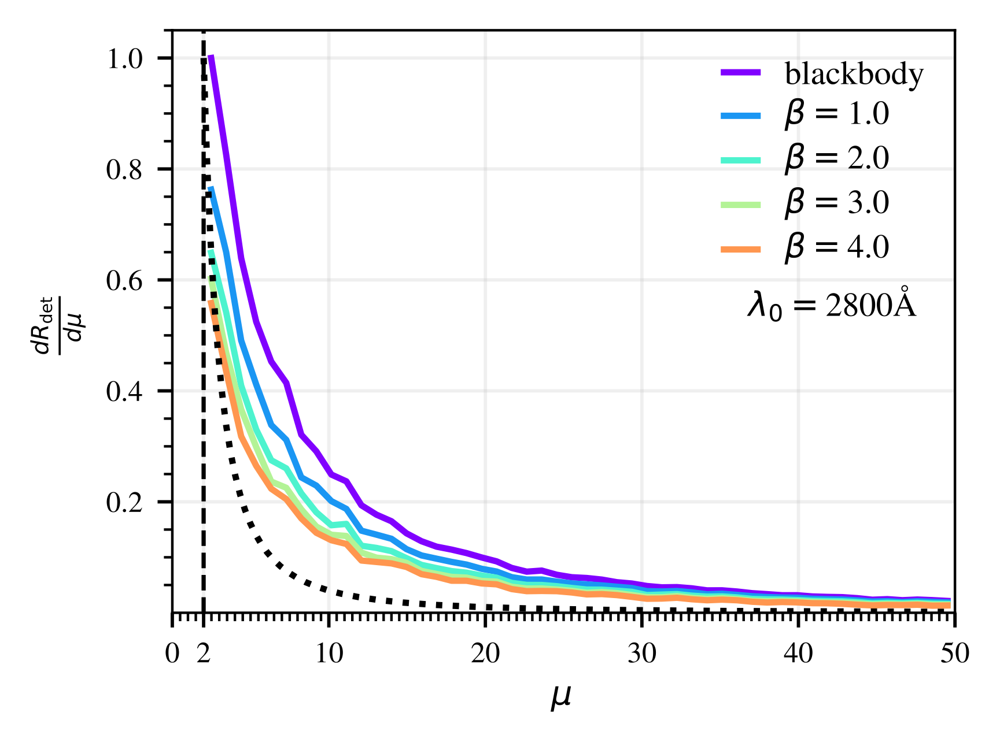 1.0
0.8
0.6
0.4
0.2
dR_det
dμ
blackbody
β = 1.0
β = 2.0
β = 3.0
β = 4.0
λ₀ = 2800Å
0 2 10 20 30 40 50
μ